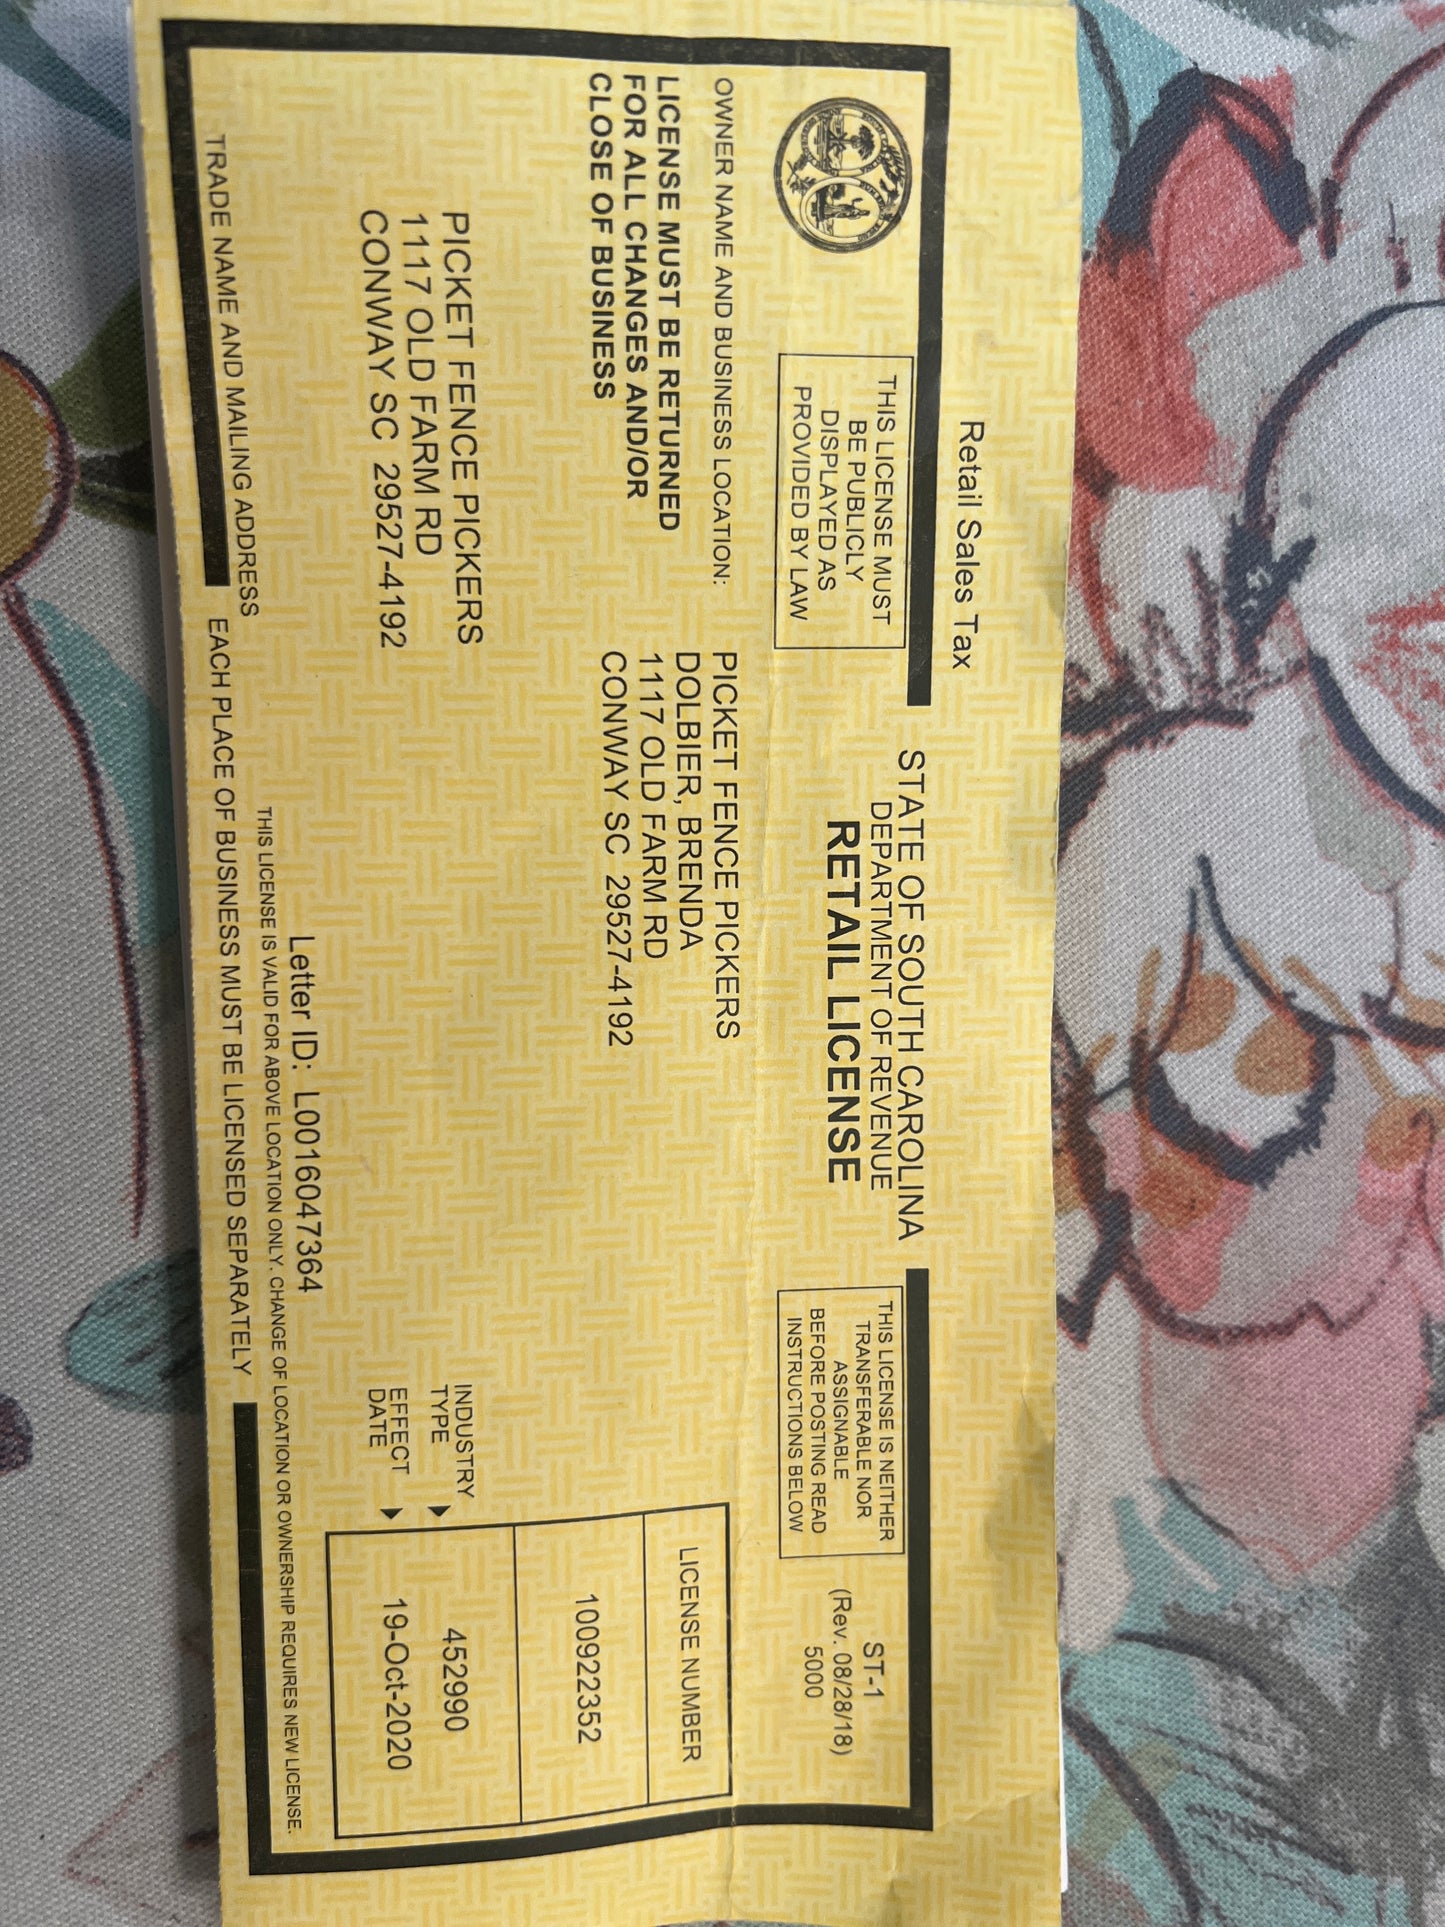 Retail Sales Tax
THIS LICENSE MUST
BE PUBLICLY
DISPLAYED AS
PROVIDED BY LAW
STATE OF SOUTH CAROLINA
DEPARTMENT OF REVENUE
RETAIL LICENSE
THIS LICENSE IS NEITHER
TRANSFERABLE NOR
ASSIGNABLE
BEFORE POSTING READ
INSTRUCTIONS BELOW
ST-1
(Rev. 08/28/18)
5000
OWNER NAME AND BUSINESS LOCATION:
LICENSE MUST BE RETURNED
FOR ALL CHANGES AND/OR
CLOSE OF BUSINESS
PICKET FENCE PICKERS
DOLBIER, BRENDA
1117 OLD FARM RD
CONWAY SC 29527-4192
LICENSE NUMBER
100922352
PICKET FENCE PICKERS
1117 OLD FARM RD
CONWAY SC 29527-4192
INDUSTRY
TYPE
452990
EFFECT
DATE
19-Oct-2020
Letter ID: L0016047364
THIS LICENSE IS VALID FOR ABOVE LOCATION ONLY. CHANGE OF LOCATION OR OWNERSHIP REQUIRES NEW LICENSE.
TRADE NAME AND MAILING ADDRESS
EACH PLACE OF BUSINESS MUST BE LICENSED SEPARATELY